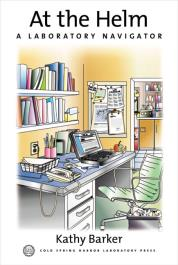 At the Helm
A LABORATORY NAVIGATOR
Kathy Barker
COLD SPRING HARBOR LABORATORY PRESS